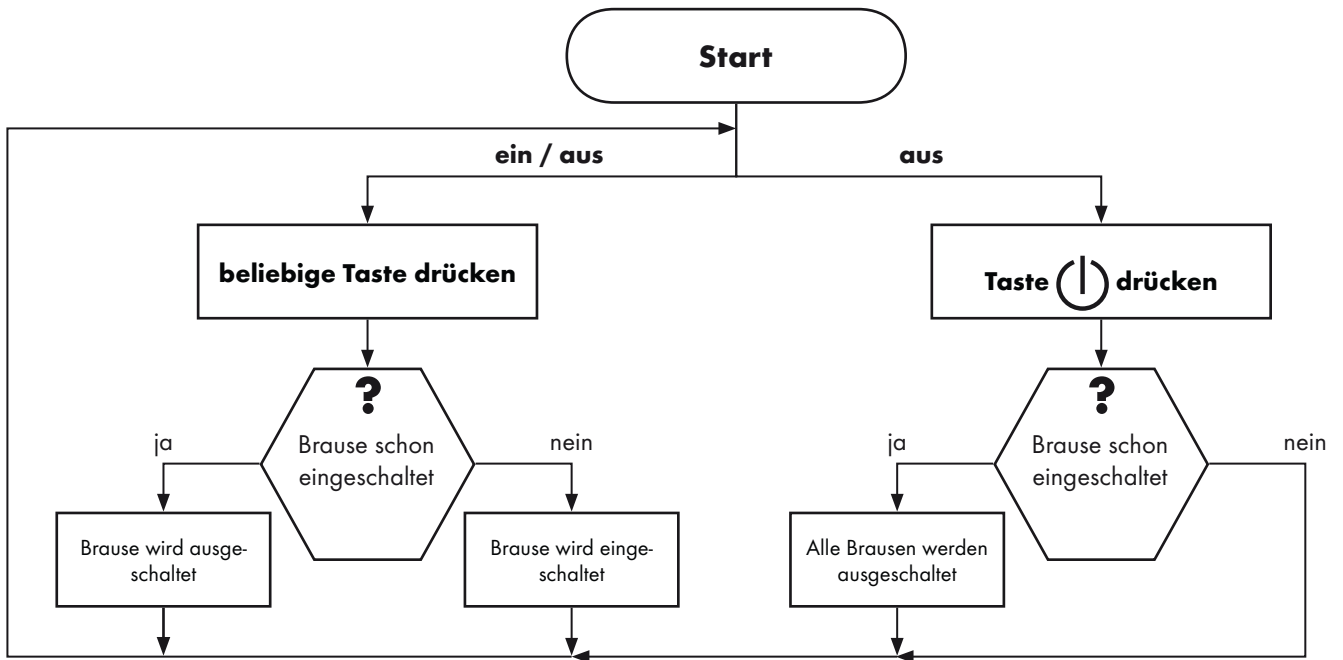 Start
ein / aus
aus
beliebige Taste drücken
Taste drücken
?
Brause schon
eingeschaltet
ja
nein
Brause wird ausge-
schaltet
Brause wird einge-
schaltet
?
Brause schon
eingeschaltet
ja
nein
Alle Brausen werden
ausgeschaltet